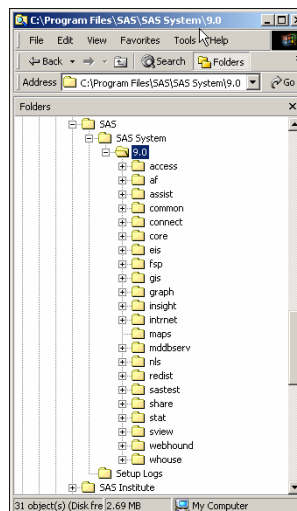 C:\Program Files\SAS\SAS System\9.0
File Edit View Favorites Tools Help
Back Search Folders
Address C:\Program Files\SAS\SAS System\9.0 Go
Folders
SAS
SAS System
9.0
access
af
assist
common
connect
core
eis
fsp
gis
graph
insight
intrnet
maps
mddbserv
nls
redist
sastest
share
stat
sview
webhound
whouse
Setup Logs
SAS Institute
31 object(s) (Disk fre 2.69 MB My Computer